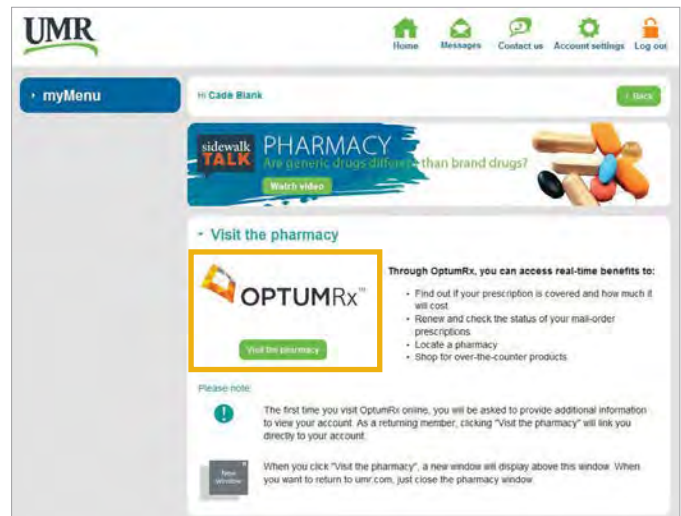 UMR
Home Messages Contact us Account settings Log out
myMenu
Hi Cade Blank
Back
sidewalk
TALK
PHARMACY
Are generic drugs different than brand drugs?
Watch video
Visit the pharmacy
OPTUMRx™
Visit the pharmacy
Through OptumRx, you can access real-time benefits to:
• Find out if your prescription is covered and how much it
will cost
• Renew and check the status of your mail-order
prescriptions
• Locate a pharmacy
• Shop for over-the-counter products
Please note:
The first time you visit OptumRx online, you will be asked to provide additional information
to view your account. As a returning member, clicking "Visit the pharmacy" will link you
directly to your account.
New
Window
When you click "Visit the pharmacy", a new window will display above this window. When
you want to return to umr.com, just close the pharmacy window.